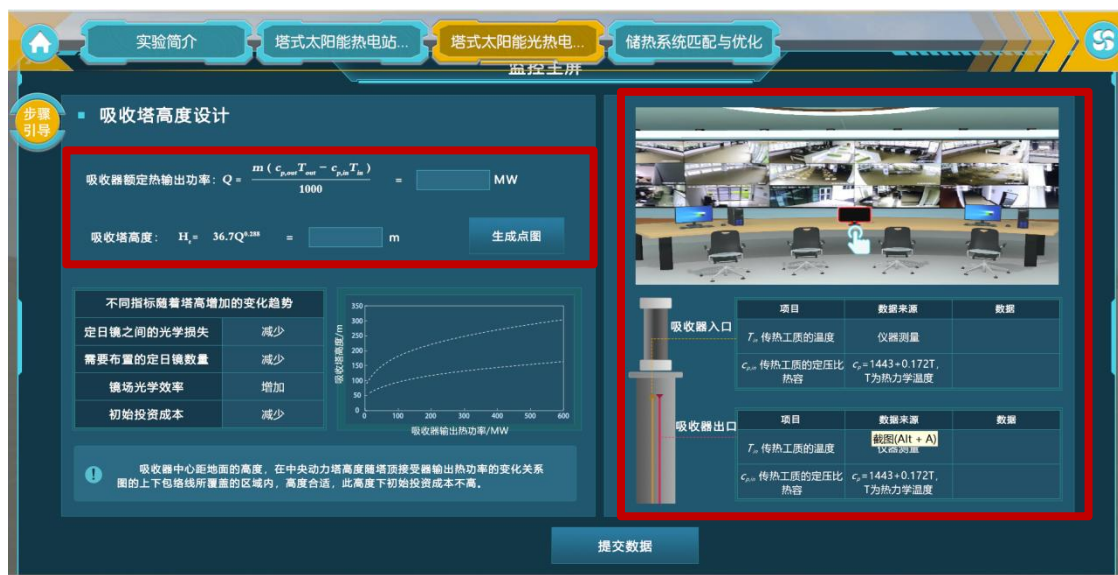 实验简介
塔式太阳能热电站...
塔式太阳能光热电...
储热系统匹配与优化
监控主屏
步骤
引导
吸收塔高度设计
吸收器额定热输出功率: Q = m ( c_p,out T_out − c_p,in T_in ) / 1000 = MW
吸收塔高度: H_t= 36.7Q^0.288 = m
生成点图
不同指标随着塔高增加的变化趋势
定日镜之间的光学损失 减少
需要布置的定日镜数量 减少
镜场光学效率 增加
初始投资成本 减少
吸收塔高度/m
350
300
250
200
150
100
50
0
0 100 200 300 400 500 600
吸收器输出热功率/MW
吸收器中心距地面的高度，在中央动力塔高度随塔顶接受器输出热功率的变化关系
图的上下包络线所覆盖的区域内，高度合适，此高度下初始投资成本不高。
吸收器入口
项目 数据来源 数据
T_in 传热工质的温度 仪器测量
c_p,in 传热工质的定压比
热容
c_p=1443+0.172T,
T为热力学温度
吸收器出口
项目 数据来源 数据
T_in 传热工质的温度
截图(Alt + A)
仪器测量
c_p,in 传热工质的定压比
热容
c_p=1443+0.172T,
T为热力学温度
提交数据